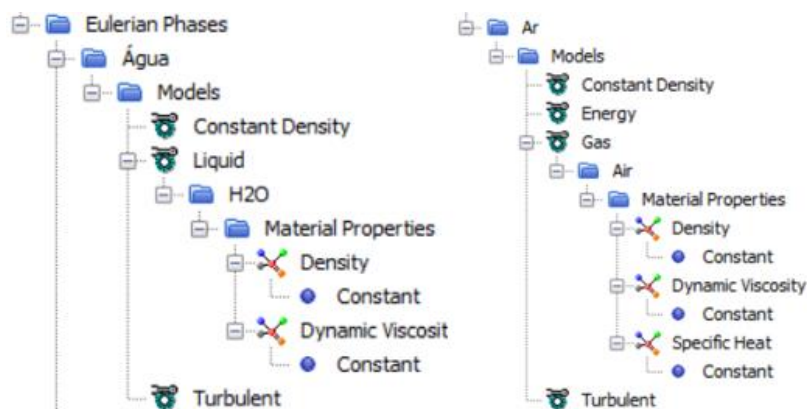 Eulerian Phases
Água
Models
Constant Density
Liquid
H2O
Material Properties
Density
Constant
Dynamic Viscosit
Constant
Turbulent
Ar
Models
Constant Density
Energy
Gas
Air
Material Properties
Density
Constant
Dynamic Viscosity
Constant
Specific Heat
Constant
Turbulent